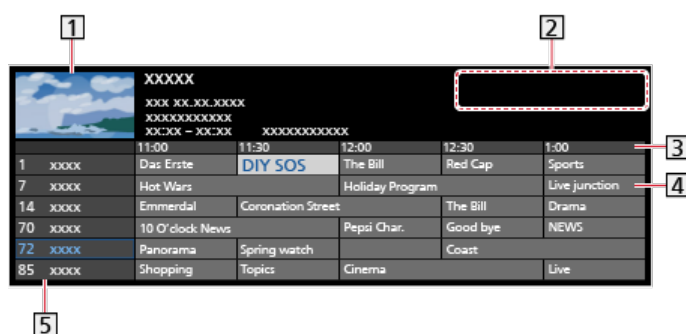 1 2
XXXXX
XXX XX.XX.XXXX
XXXXXXXXXXXX
XX:XX – XX:XX XXXXXXXXXXX
11:00 11:30 12:00 12:30 1:00 3
1 XXXX Das Erste DIY SOS The Bill Red Cap Sports
7 XXXX Hot Wars Holiday Program Live junction 4
14 XXXX Emmerdal Coronation Street The Bill Drama
70 XXXX 10 O'clock News Pepsi Char. Good bye NEWS
72 XXXX Panorama Spring watch Coast
85 XXXX Shopping Topics Cinema Live
5